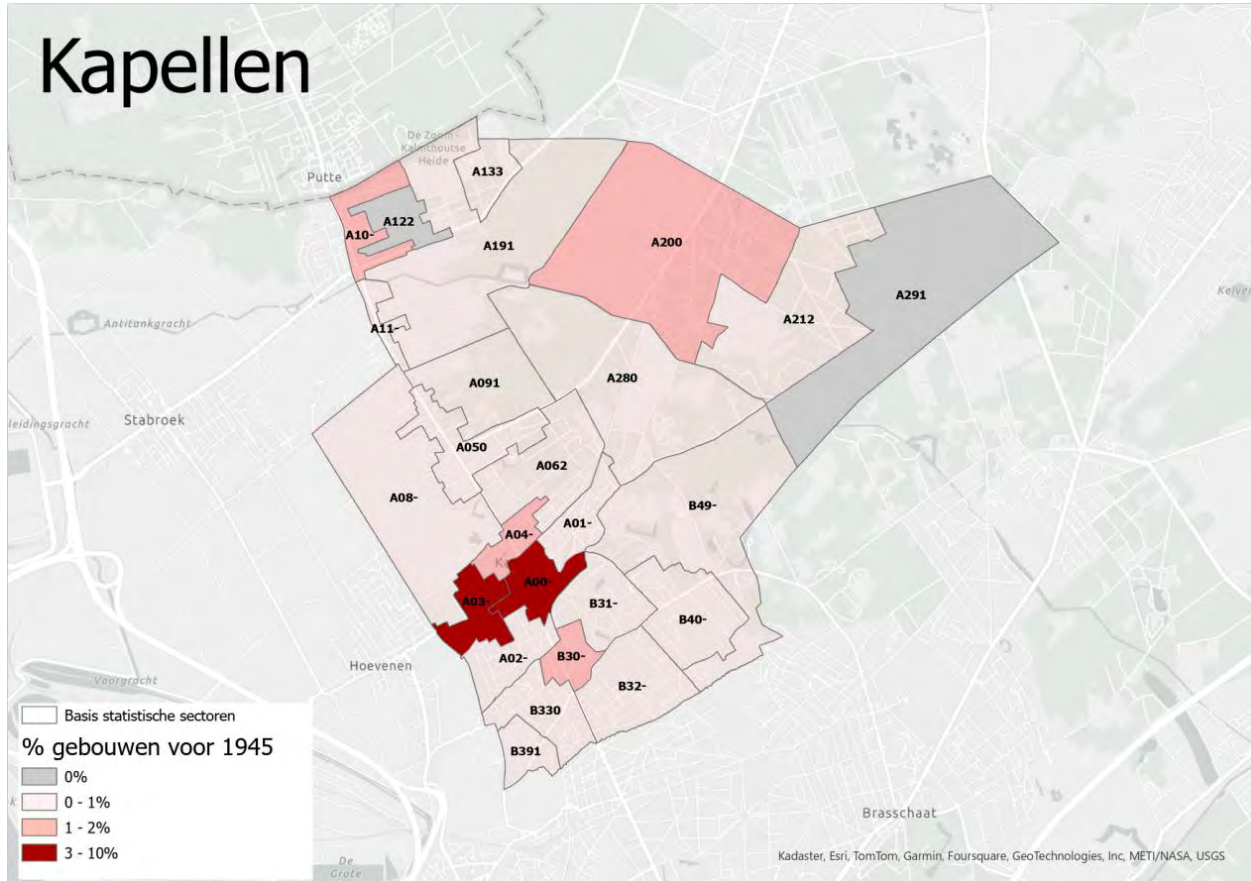 Kapellen
De Zoom -
Kalmthoutse
Heide
Putte
A133
A122
A10-
A191
A200
A291
A212
Antitankgracht
A11-
A091
A280
Stabroek
A050
A062
A08-
B49-
A01-
A04-
A00-
A03-
B31-
B40-
A02-
B30-
B32-
Hoevenen
Voorgracht
B330
B391
Brasschaat
De
Grote
Basis statistische sectoren
% gebouwen voor 1945
0%
0 - 1%
1 - 2%
3 - 10%
Kadaster, Esri, TomTom, Garmin, Foursquare, GeoTechnologies, Inc, METI/NASA, USGS